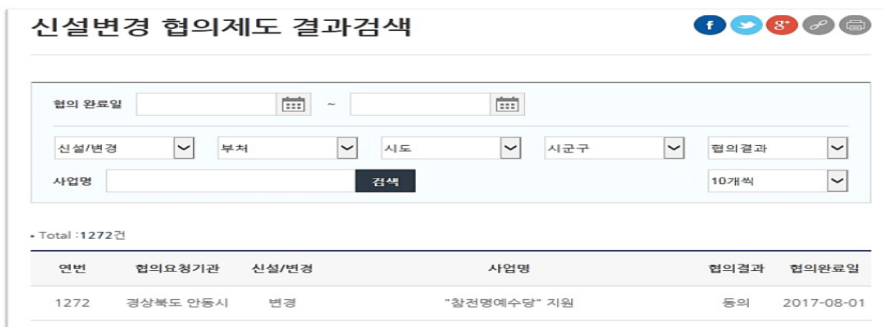 신설변경 협의제도 결과검색
f 8+
협의 완료일 ~
신설/변경 부처 시도 시군구 협의결과
사업명 검색 10개씩
• Total :1272건
연번 협의요청기관 신설/변경 사업명 협의결과 협의완료일
1272 경상북도 안동시 변경 "참전명예수당" 지원 동의 2017-08-01